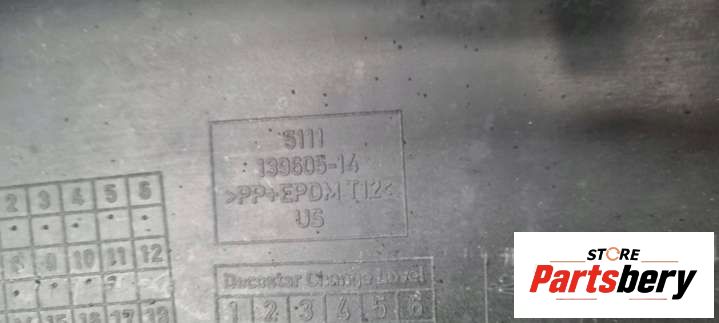 5111
139605-14
>PP+EPDM T12<
US
2 3 4 5 6
8 9 10 11 12
14 15 16 17 18
Change Level
1 2 3 4 5 6
STORE
Partsbery